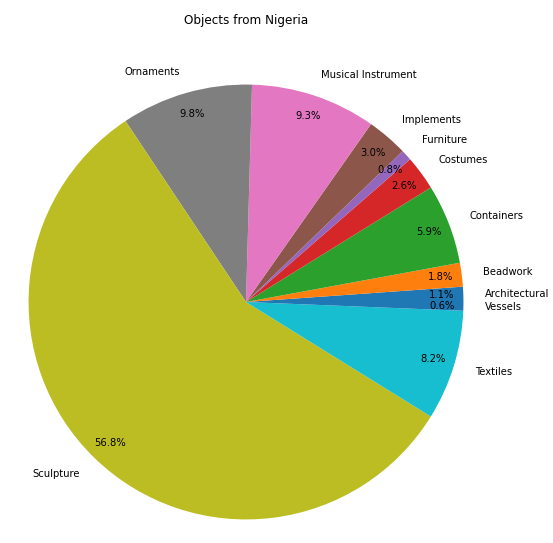 Objects from Nigeria
Ornaments
Musical Instrument
Implements
Furniture
Costumes
Containers
Beadwork
Architectural
Vessels
Textiles
Sculpture
9.8%
9.3%
3.0%
0.8%
2.6%
5.9%
1.8%
1.1%
0.6%
8.2%
56.8%